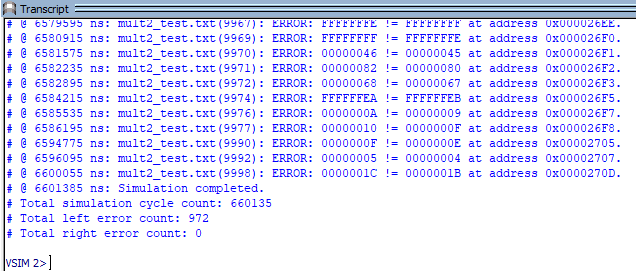 Transcript
# @ 6579595 ns: mult2_test.txt(9967): ERROR: FFFFFFFE != FFFFFFFF at address 0x000026EE.
# @ 6580915 ns: mult2_test.txt(9969): ERROR: FFFFFFFF != FFFFFFFE at address 0x000026F0.
# @ 6581575 ns: mult2_test.txt(9970): ERROR: 00000046 != 00000045 at address 0x000026F1.
# @ 6582235 ns: mult2_test.txt(9971): ERROR: 00000082 != 00000080 at address 0x000026F2.
# @ 6582895 ns: mult2_test.txt(9972): ERROR: 00000068 != 00000067 at address 0x000026F3.
# @ 6584215 ns: mult2_test.txt(9974): ERROR: FFFFFFEA != FFFFFFEB at address 0x000026F5.
# @ 6585535 ns: mult2_test.txt(9976): ERROR: 0000000A != 00000009 at address 0x000026F7.
# @ 6586195 ns: mult2_test.txt(9977): ERROR: 00000010 != 0000000F at address 0x000026F8.
# @ 6594775 ns: mult2_test.txt(9990): ERROR: 0000000F != 0000000E at address 0x00002705.
# @ 6596095 ns: mult2_test.txt(9992): ERROR: 00000005 != 00000004 at address 0x00002707.
# @ 6600055 ns: mult2_test.txt(9998): ERROR: 0000001C != 0000001B at address 0x0000270D.
# @ 6601385 ns: Simulation completed.
# Total simulation cycle count: 660135
# Total left error count: 972
# Total right error count: 0
VSIM 2>